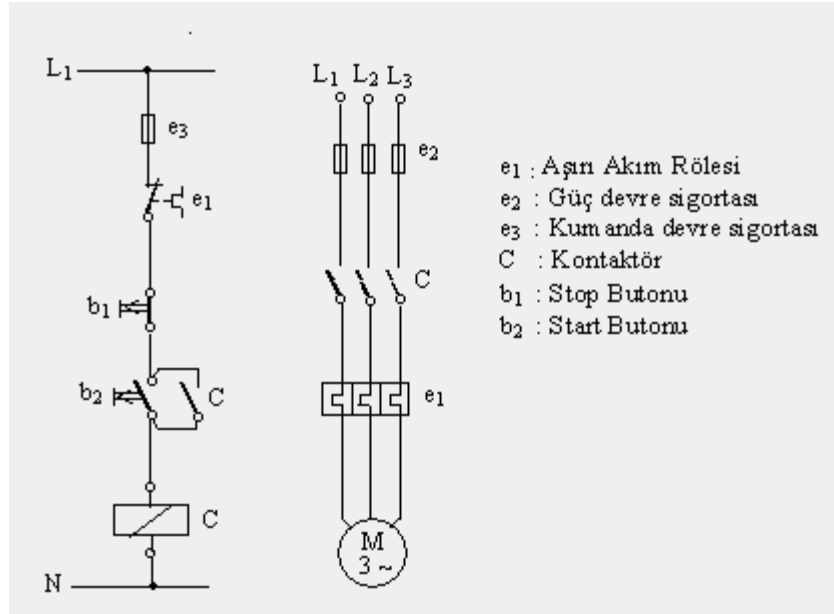 L1
e3
e1
b1
b2
C
C
N
L1 L2 L3
e2
C
e1
M
3 ~
e1 : Aşırı Akım Rölesi
e2 : Güç devre sigortası
e3 : Kumanda devre sigortası
C : Kontaktör
b1 : Stop Butonu
b2 : Start Butonu